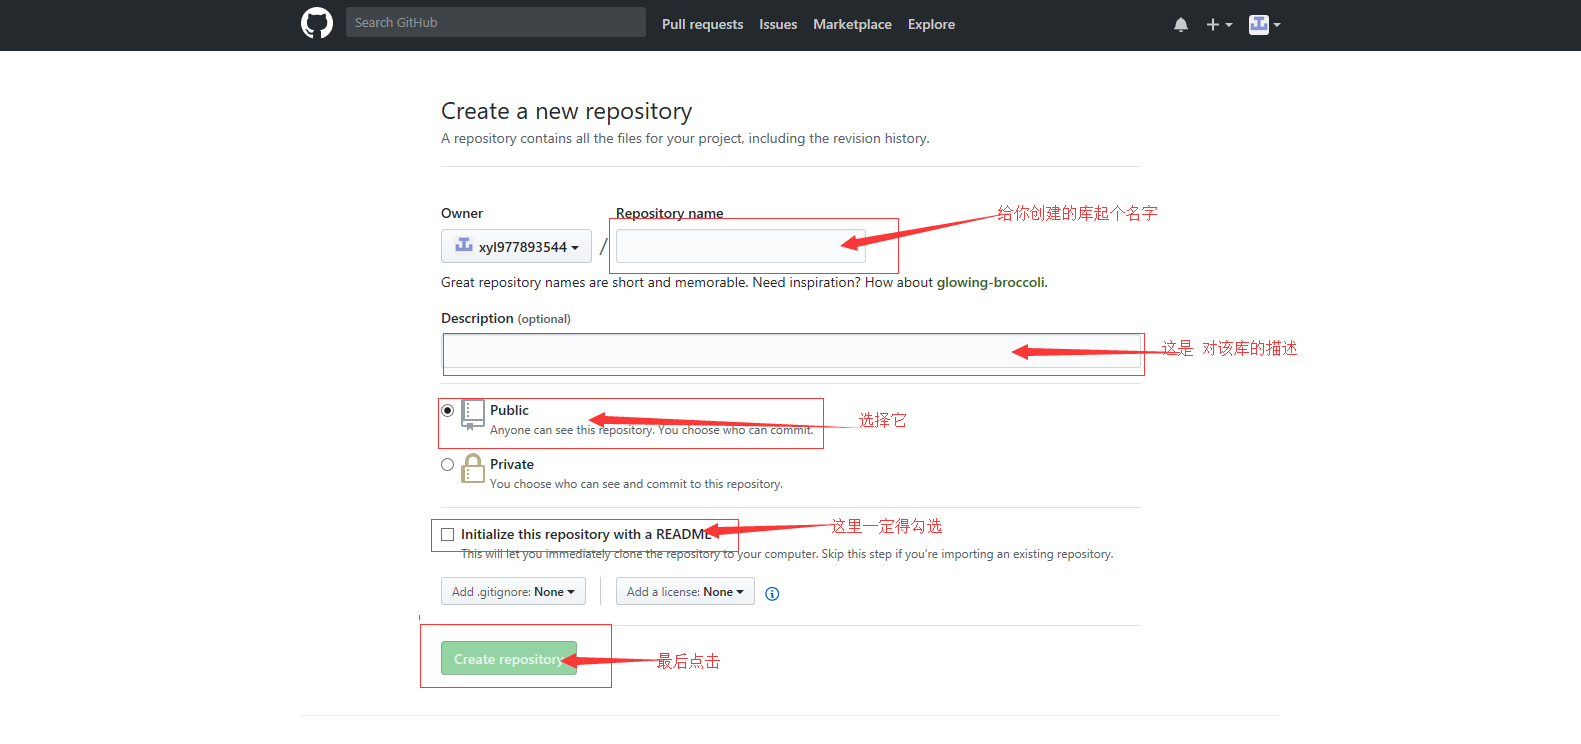 Search GitHub
Pull requests Issues Marketplace Explore
Create a new repository
A repository contains all the files for your project, including the revision history.
Owner
Repository name
给你创建的库起个名字
xyl977893544 /
Great repository names are short and memorable. Need inspiration? How about glowing-broccoli.
Description (optional)
这是 对该库的描述
Public
选择它
Anyone can see this repository. You choose who can commit.
Private
You choose who can see and commit to this repository.
Initialize this repository with a README
这里一定得勾选
This will let you immediately clone the repository to your computer. Skip this step if you’re importing an existing repository.
Add .gitignore: None
Add a license: None
Create repository
最后点击